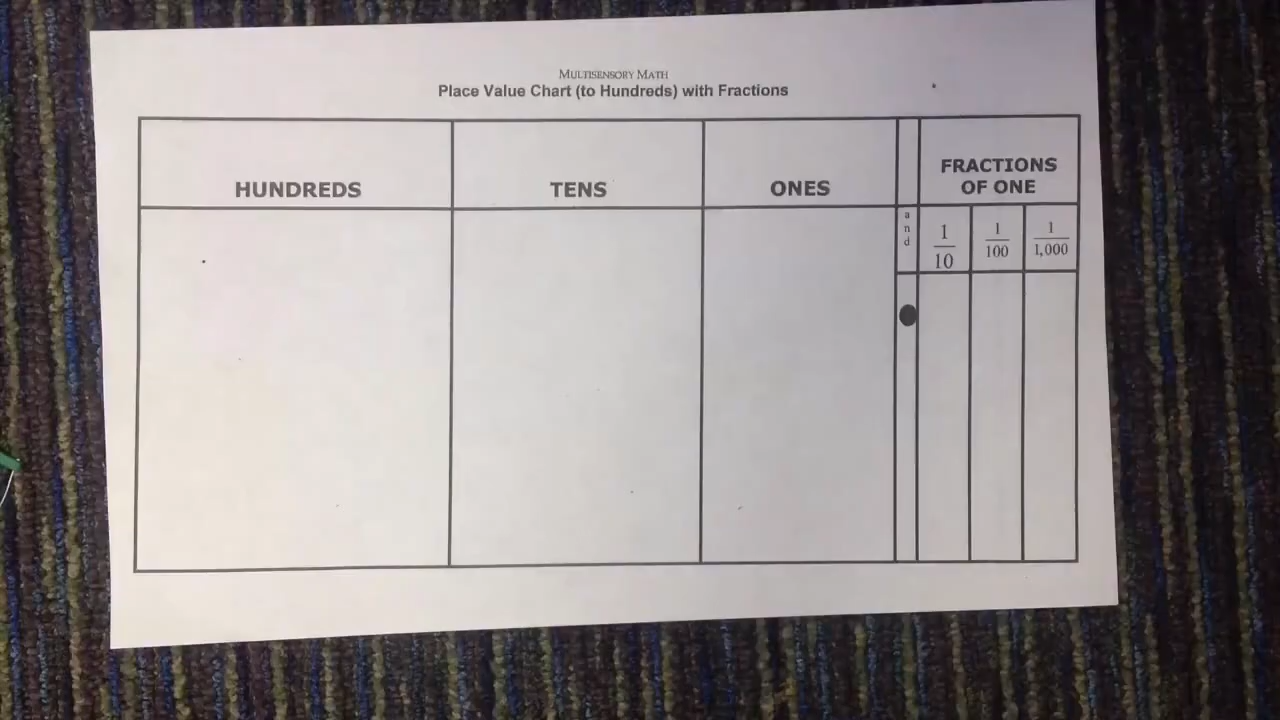 MULTISENSORY MATH
Place Value Chart (to Hundreds) with Fractions
HUNDREDS
TENS
ONES
and
FRACTIONS
OF ONE
1/10
1/100
1/1,000